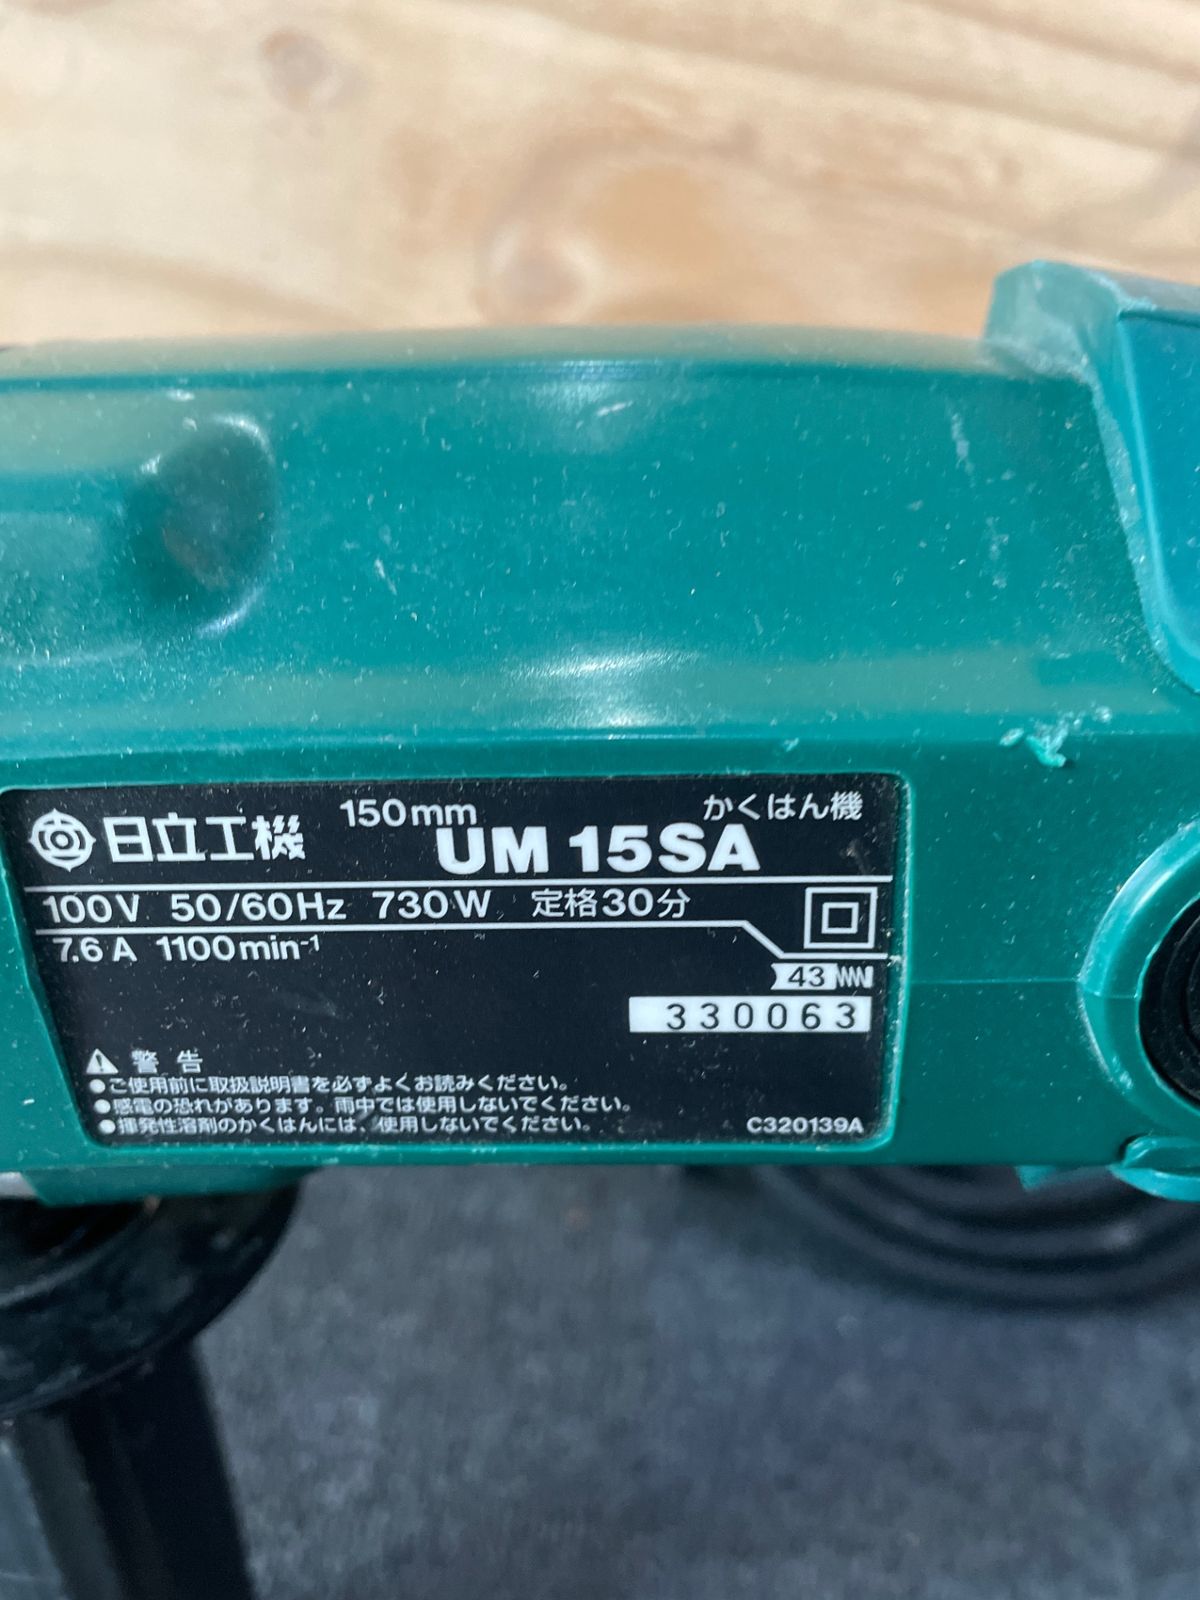 日立工機 150mm かくはん機
UM 15SA
100V 50/60Hz 730W 定格30分
7.6A 1100min⁻¹
43
330063
警告
●ご使用前に取扱説明書を必ずよくお読みください。
●感電の恐れがあります。雨中では使用しないでください。
●揮発性溶剤のかくはんには、使用しないでください。
C320139A